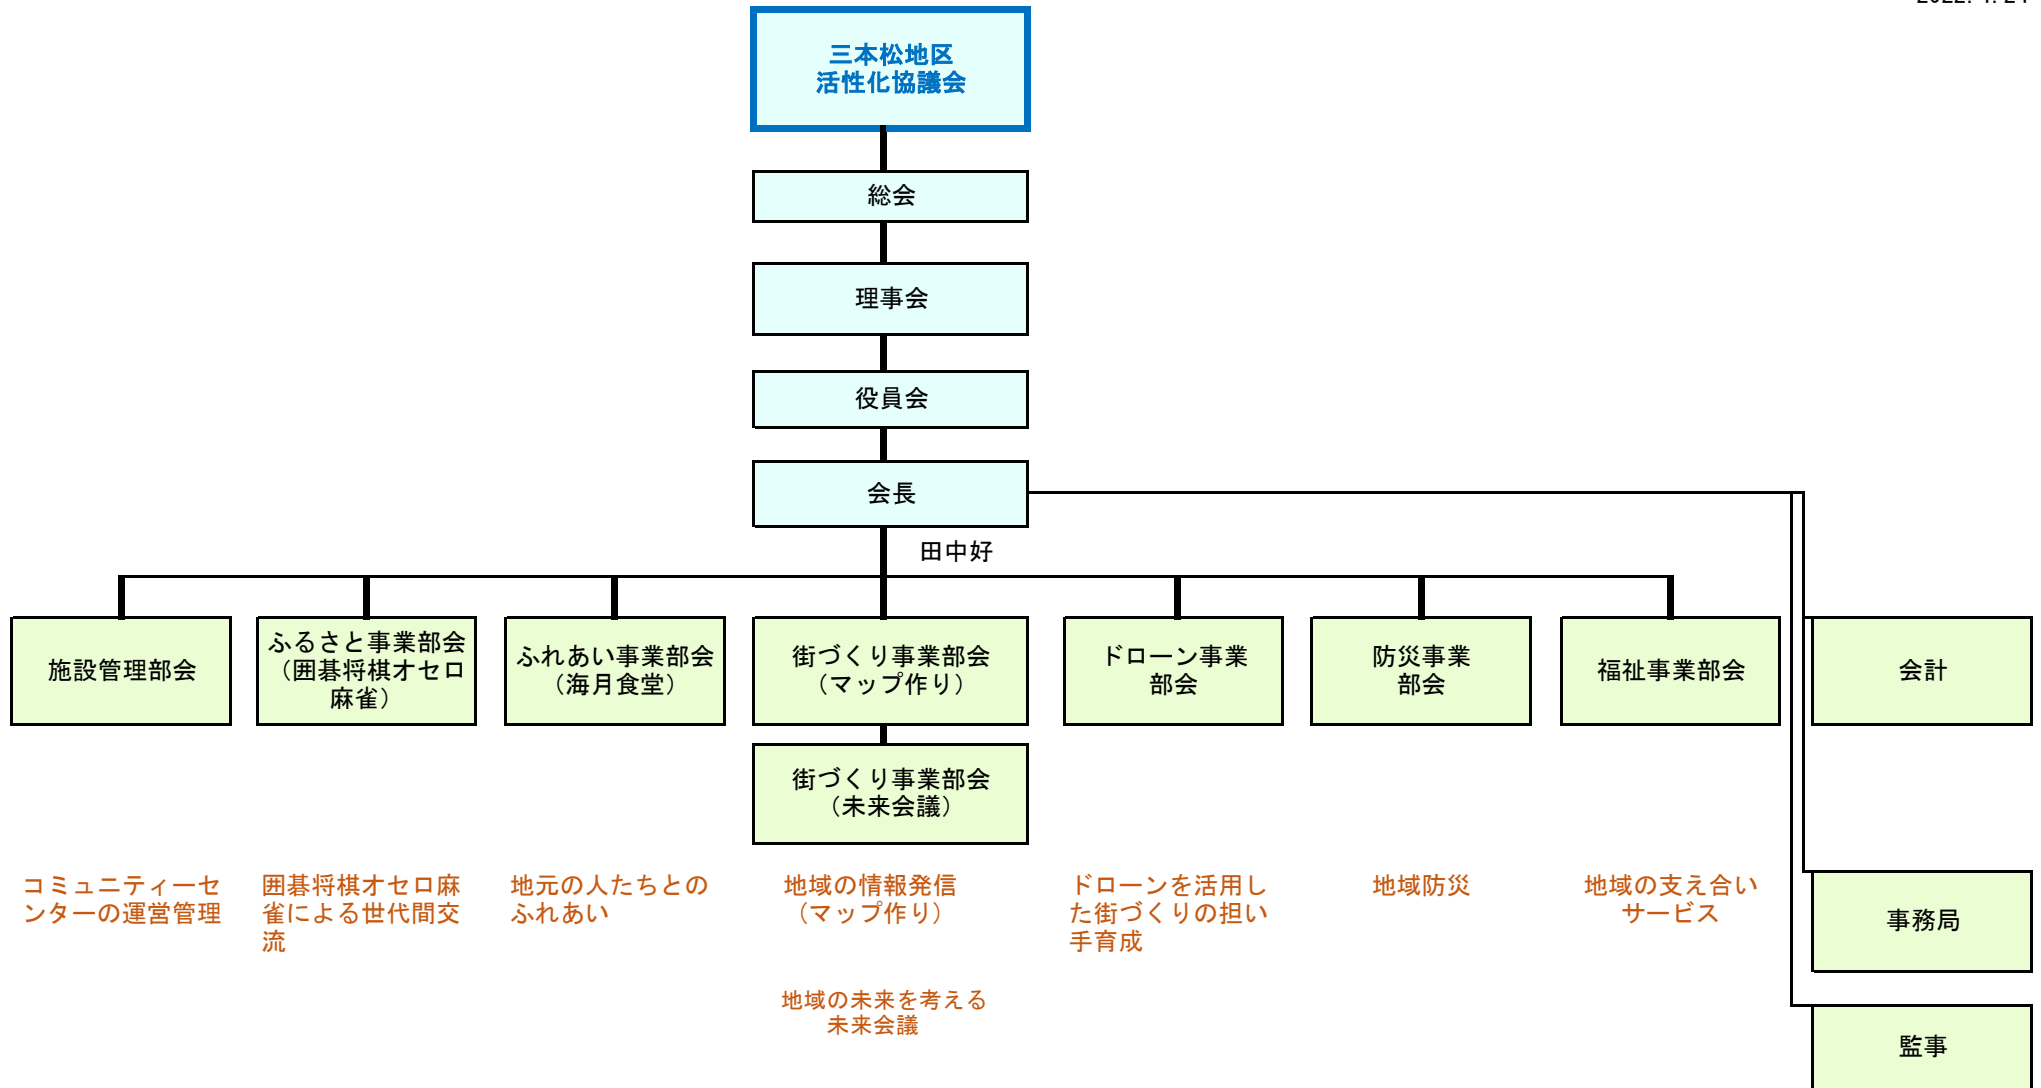 三本松地区
活性化協議会
総会
理事会
役員会
会長
田中好
施設管理部会
ふるさと事業部会
（囲碁将棋オセロ
麻雀）
ふれあい事業部会
（海月食堂）
街づくり事業部会
（マップ作り）
ドローン事業
部会
防災事業
部会
福祉事業部会
会計
街づくり事業部会
（未来会議）
コミュニティーセ
ンターの運営管理
囲碁将棋オセロ麻
雀による世代間交
流
地元の人たちとの
ふれあい
地域の情報発信
（マップ作り）
ドローンを活用し
た街づくりの担い
手育成
地域防災
地域の支え合い
サービス
事務局
地域の未来を考える
未来会議
監事